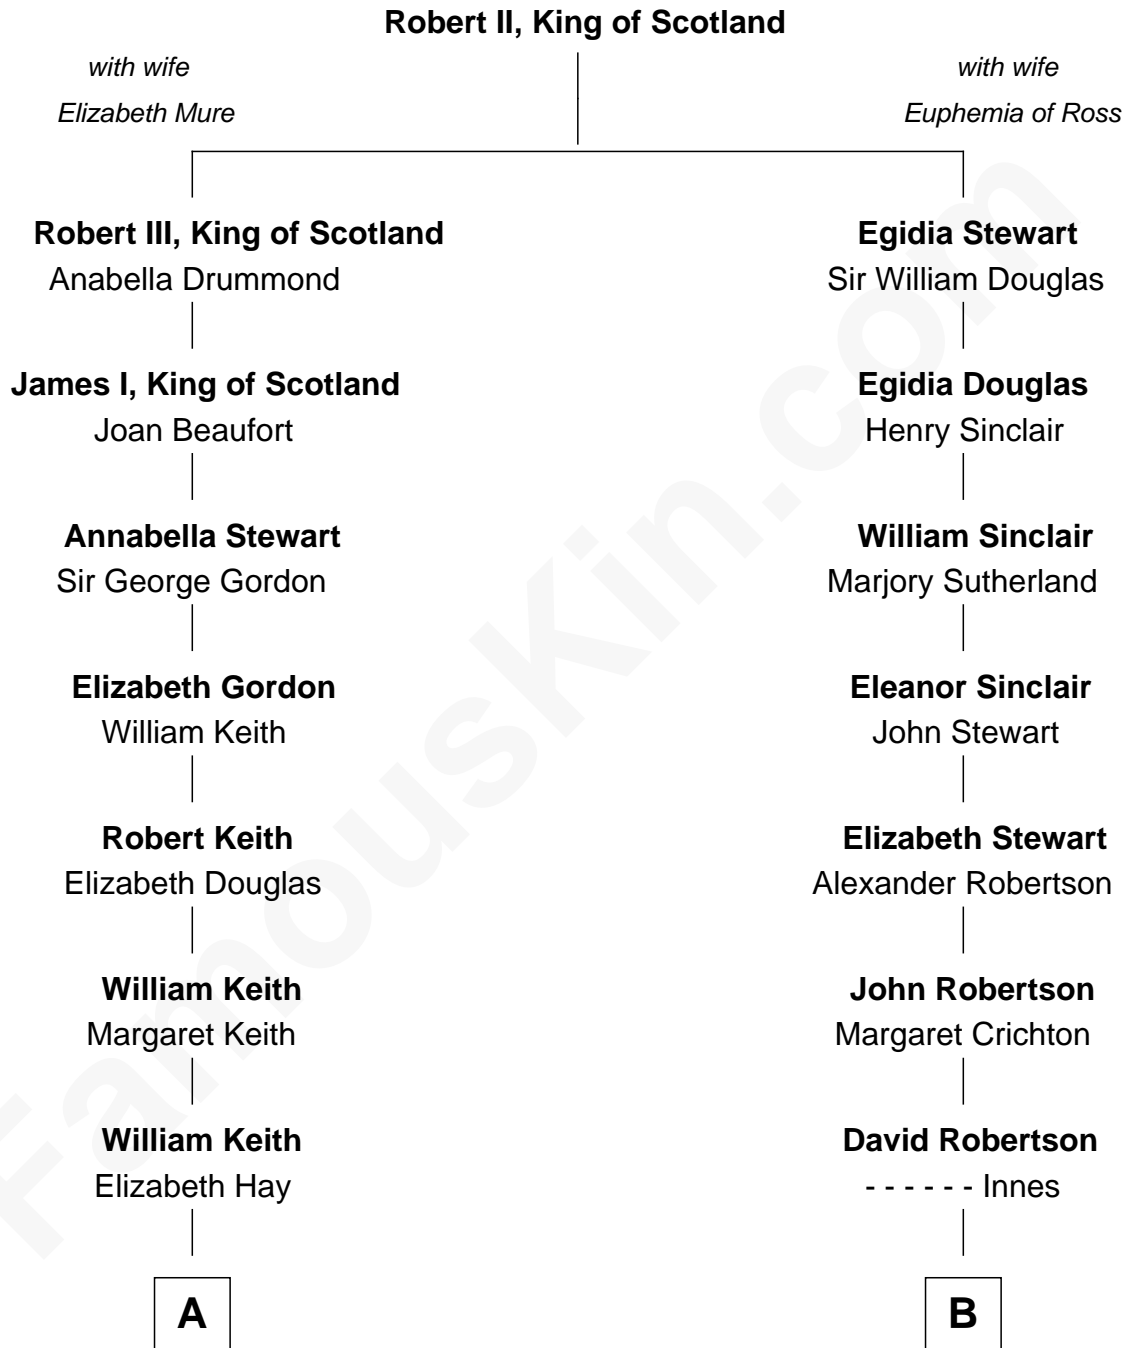 Robert II, King of Scotland
with wife
Elizabeth Mure
with wife
Euphemia of Ross
Robert III, King of Scotland
Anabella Drummond
Egidia Stewart
Sir William Douglas
James I, King of Scotland
Joan Beaufort
Egidia Douglas
Henry Sinclair
Annabella Stewart
Sir George Gordon
William Sinclair
Marjory Sutherland
Elizabeth Gordon
William Keith
Eleanor Sinclair
John Stewart
Robert Keith
Elizabeth Douglas
Elizabeth Stewart
Alexander Robertson
William Keith
Margaret Keith
John Robertson
Margaret Crichton
William Keith
Elizabeth Hay
David Robertson
- - - - - - Innes
A
B
FamousKin.com